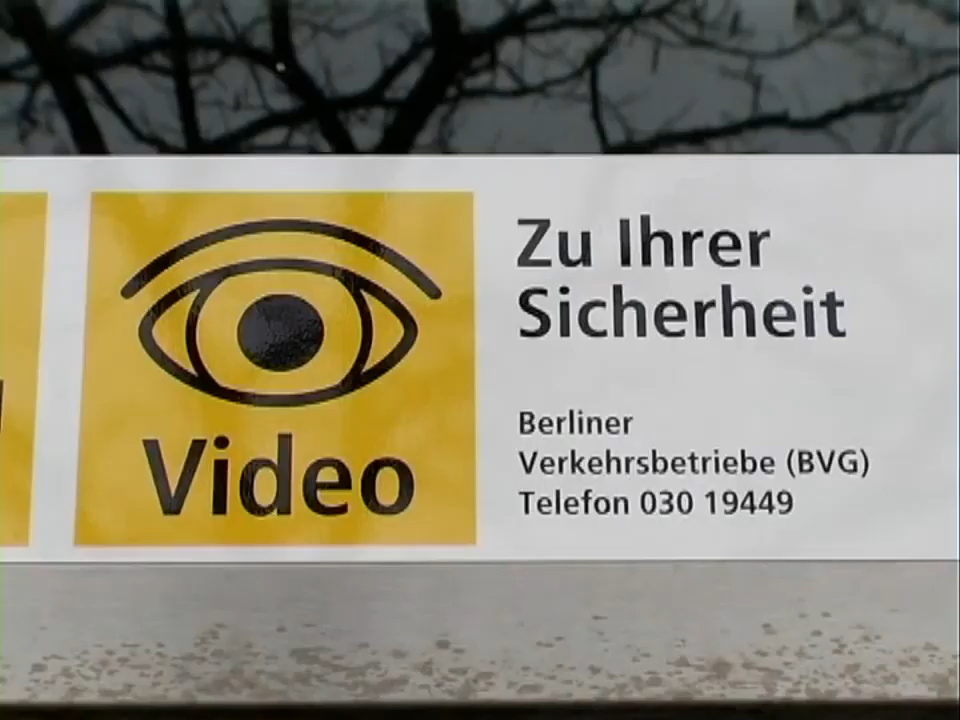 Video
Zu Ihrer
Sicherheit
Berliner
Verkehrsbetriebe (BVG)
Telefon 030 19449